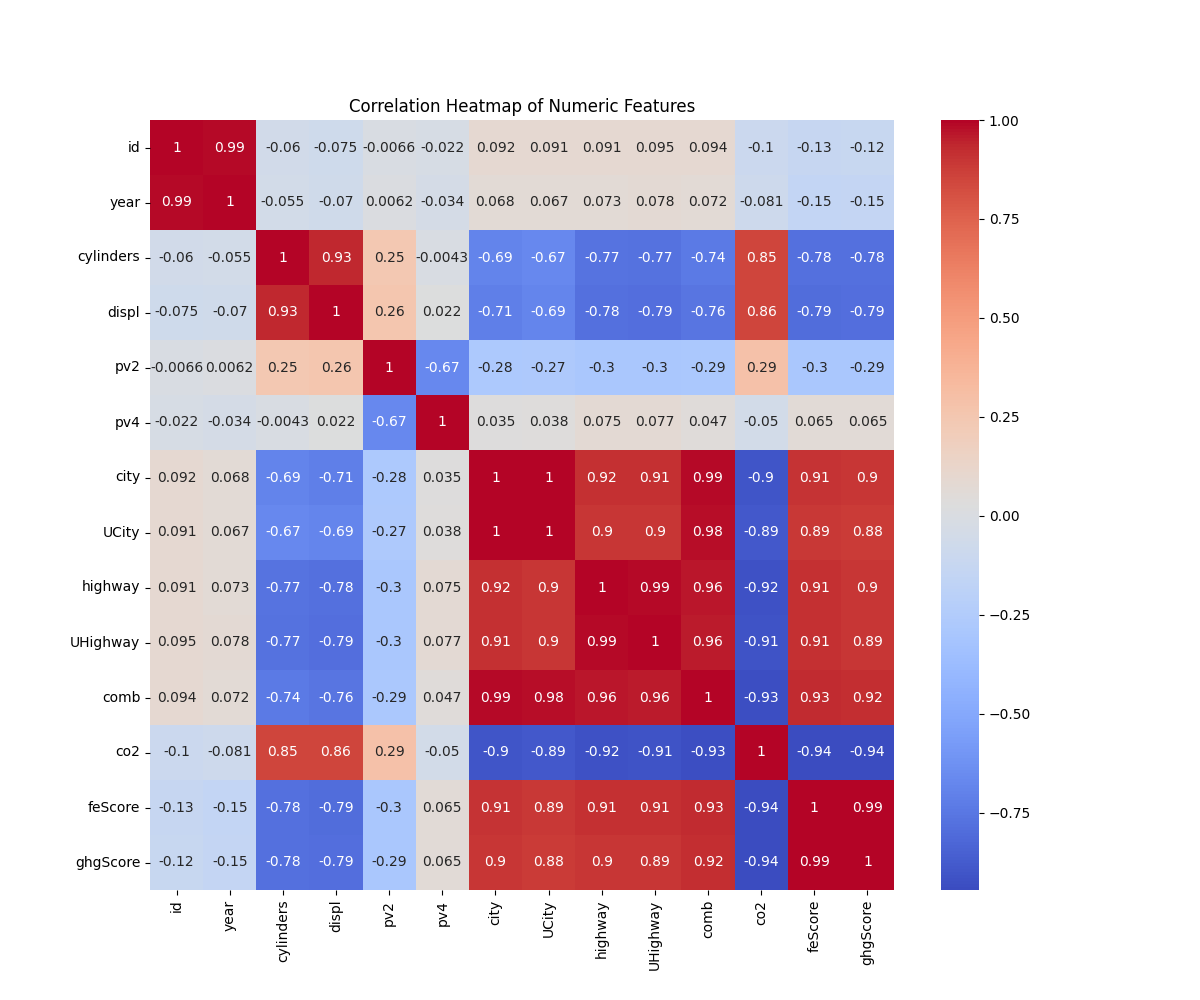 Correlation Heatmap of Numeric Features
id 1 0.99 -0.06 -0.075 -0.0066 -0.022 0.092 0.091 0.091 0.095 0.094 -0.1 -0.13 -0.12
year 0.99 1 -0.055 -0.07 0.0062 -0.034 0.068 0.067 0.073 0.078 0.072 -0.081 -0.15 -0.15
cylinders -0.06 -0.055 1 0.93 0.25 -0.0043 -0.69 -0.67 -0.77 -0.77 -0.74 0.85 -0.78 -0.78
displ -0.075 -0.07 0.93 1 0.26 0.022 -0.71 -0.69 -0.78 -0.79 -0.76 0.86 -0.79 -0.79
pv2 -0.0066 0.0062 0.25 0.26 1 -0.67 -0.28 -0.27 -0.3 -0.3 -0.29 0.29 -0.3 -0.29
pv4 -0.022 -0.034 -0.0043 0.022 -0.67 1 0.035 0.038 0.075 0.077 0.047 -0.05 0.065 0.065
city 0.092 0.068 -0.69 -0.71 -0.28 0.035 1 1 0.92 0.91 0.99 -0.9 0.91 0.9
UCity 0.091 0.067 -0.67 -0.69 -0.27 0.038 1 1 0.9 0.9 0.98 -0.89 0.89 0.88
highway 0.091 0.073 -0.77 -0.78 -0.3 0.075 0.92 0.9 1 0.99 0.96 -0.92 0.91 0.9
UHighway 0.095 0.078 -0.77 -0.79 -0.3 0.077 0.91 0.9 0.99 1 0.96 -0.91 0.91 0.89
comb 0.094 0.072 -0.74 -0.76 -0.29 0.047 0.99 0.98 0.96 0.96 1 -0.93 0.93 0.92
co2 -0.1 -0.081 0.85 0.86 0.29 -0.05 -0.9 -0.89 -0.92 -0.91 -0.93 1 -0.94 -0.94
feScore -0.13 -0.15 -0.78 -0.79 -0.3 0.065 0.91 0.89 0.91 0.91 0.93 -0.94 1 0.99
ghgScore -0.12 -0.15 -0.78 -0.79 -0.29 0.065 0.9 0.88 0.9 0.89 0.92 -0.94 0.99 1
id year cylinders displ pv2 pv4 city UCity highway UHighway comb co2 feScore ghgScore
1.00
0.75
0.50
0.25
0.00
−0.25
−0.50
−0.75